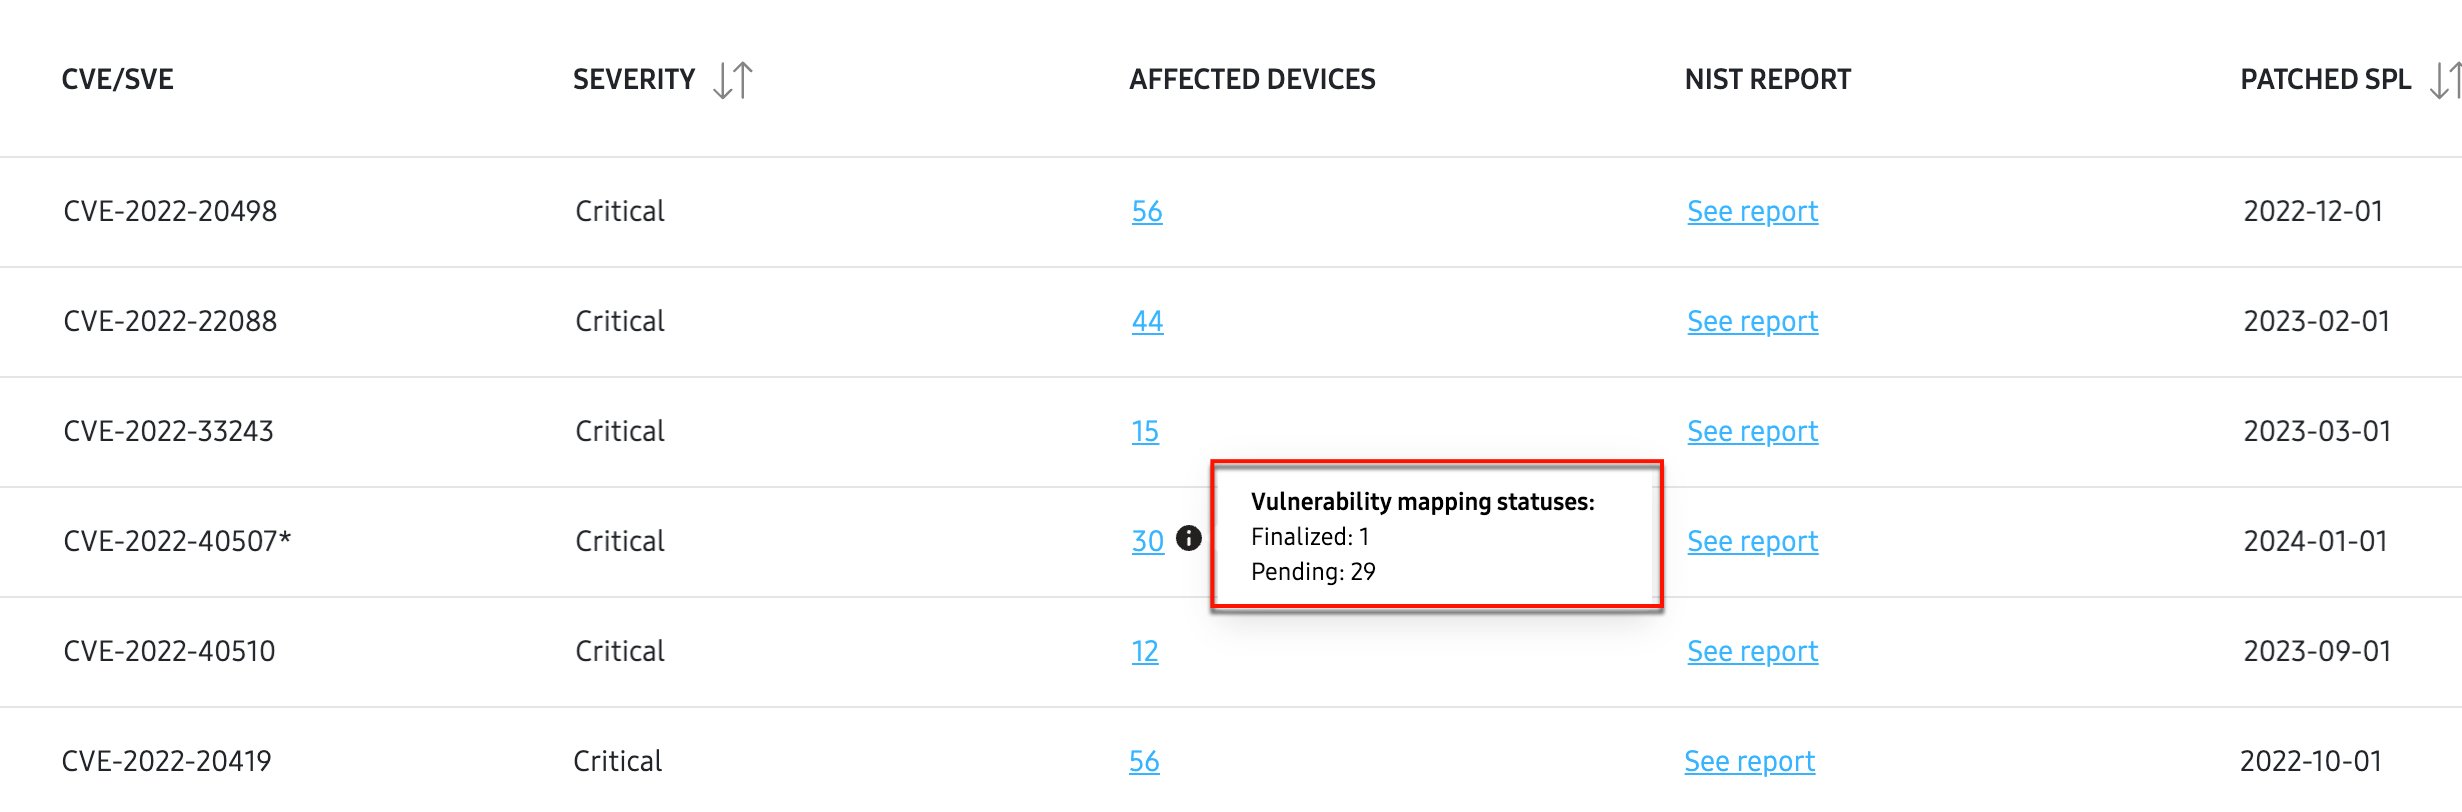 CVE/SVE SEVERITY AFFECTED DEVICES NIST REPORT PATCHED SPL
CVE-2022-20498 Critical 56 See report 2022-12-01
CVE-2022-22088 Critical 44 See report 2023-02-01
CVE-2022-33243 Critical 15 See report 2023-03-01
CVE-2022-40507* Critical 30 See report 2024-01-01
Vulnerability mapping statuses:
Finalized: 1
Pending: 29
CVE-2022-40510 Critical 12 See report 2023-09-01
CVE-2022-20419 Critical 56 See report 2022-10-01